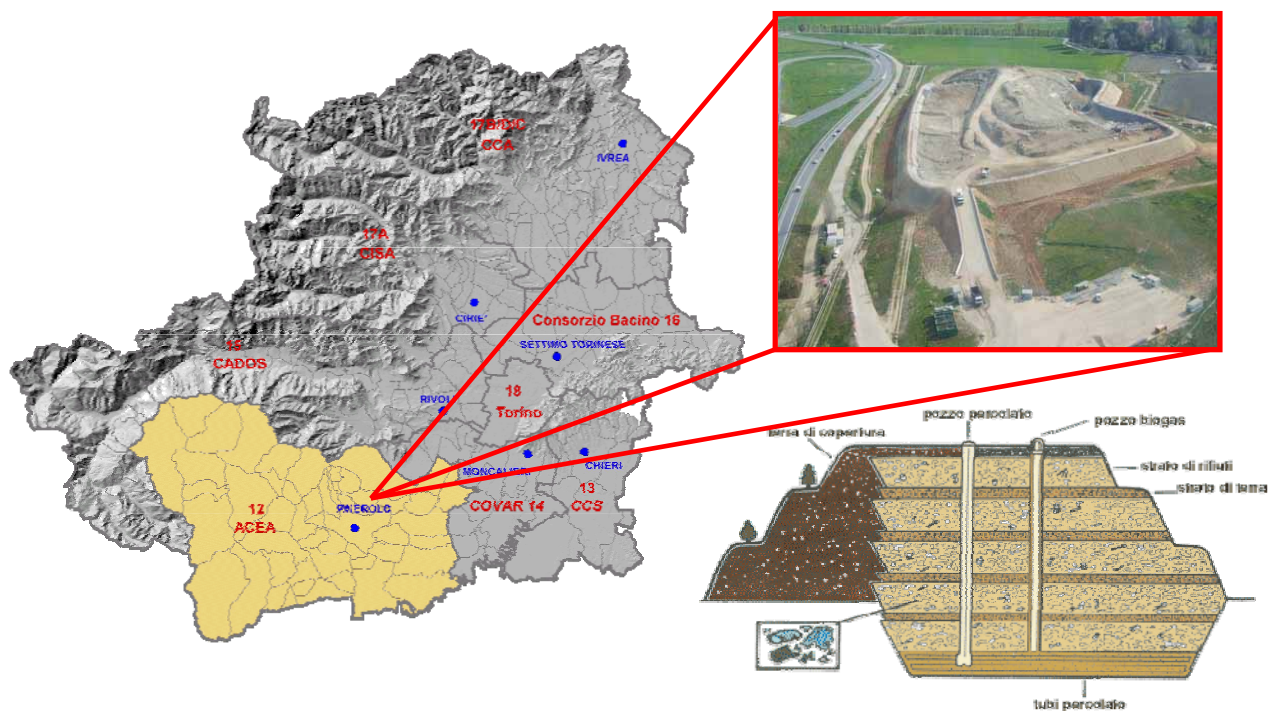 17B/C/D
CCA
IVREA
17A
CISA
CIRIE'
Consorzio Bacino 16
SETTIMO TORINESE
15
CADOS
18
Torino
RIVOLI
MONCALIERI
CHIERI
13
COVAR 14
CCS
12
ACEA
PINEROLO
pozzo percolato
pozzo biogas
terra di copertura
strato di rifiuti
strato di terra
tubi percolato